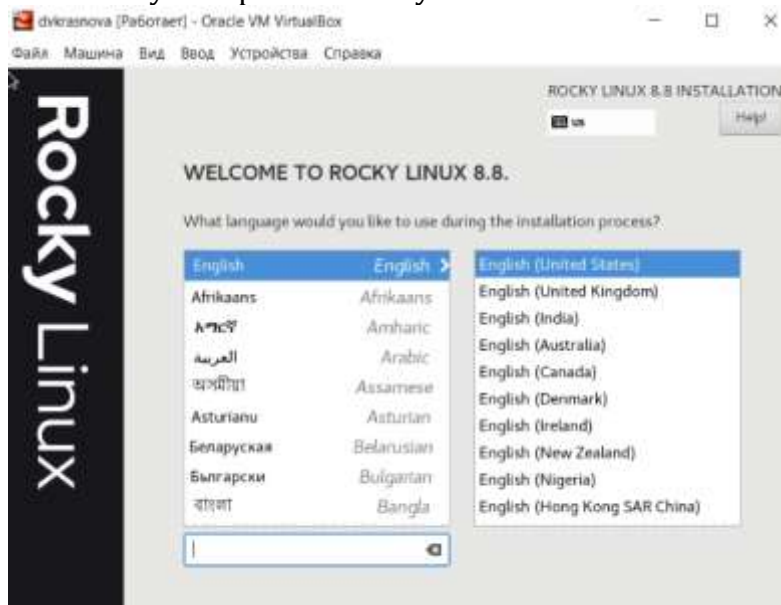 dvkrasnova [Работает] - Oracle VM VirtualBox
Файл Машина Вид Ввод Устройства Справка
Rocky Linux
ROCKY LINUX 8.8 INSTALLATION
us
Help!
WELCOME TO ROCKY LINUX 8.8.
What language would you like to use during the installation process?
English English
Afrikaans Afrikaans
አማርኛ Amharic
العربية Arabic
অসমীয়া Assamese
Asturianu Asturian
Беларуская Belarusian
Български Bulgarian
বাংলা Bangla
English (United States)
English (United Kingdom)
English (India)
English (Australia)
English (Canada)
English (Denmark)
English (Ireland)
English (New Zealand)
English (Nigeria)
English (Hong Kong SAR China)